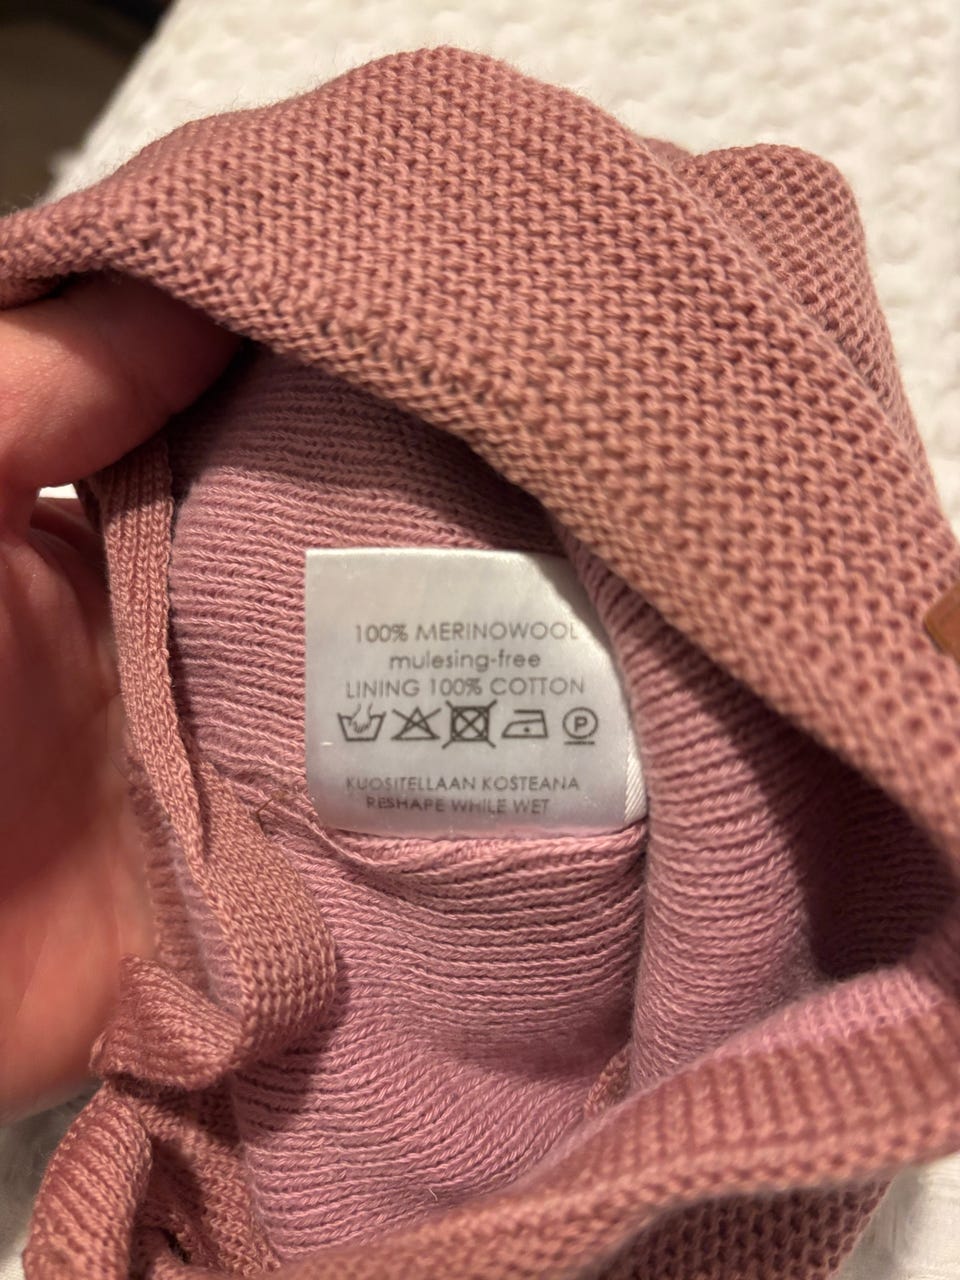 100% MERINOWOOL
mulesing-free
LINING 100% COTTON
P
KUOSITELLAAN KOSTEANA
RESHAPE WHILE WET